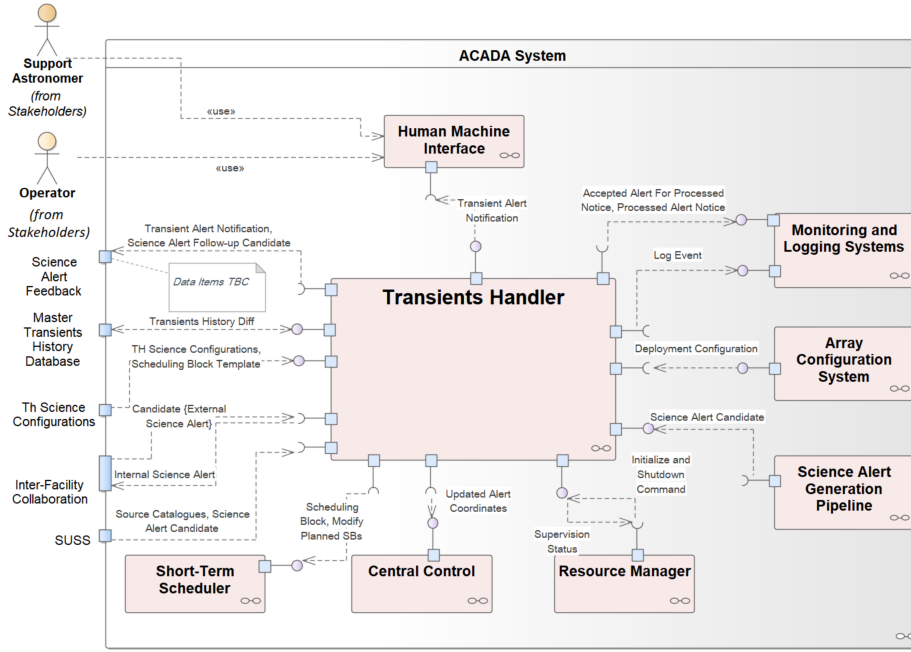 ACADA System
Support
Astronomer
(from
Stakeholders)
«use»
Human Machine
Interface
Operator
(from
Stakeholders)
«use»
Transient Alert
Notification
Accepted Alert For Processed
Notice, Processed Alert Notice
Monitoring and
Logging Systems
Transient Alert Notification,
Science Alert Follow-up Candidate
Science
Alert
Feedback
Data Items TBC
Log Event
Transients Handler
Master
Transients
History
Database
Transients History Diff
TH Science Configurations,
Scheduling Block Template
Deployment Configuration
Array
Configuration
System
Th Science
Configurations
Candidate {External
Science Alert}
Science Alert Candidate
Internal Science Alert
Inter-Facility
Collaboration
Initialize and
Shutdown
Command
Science Alert
Generation
Pipeline
Source Catalogues, Science
Alert Candidate
SUSS
Scheduling
Block, Modify
Planned SBs
Updated Alert
Coordinates
Supervision
Status
Short-Term
Scheduler
Central Control
Resource Manager